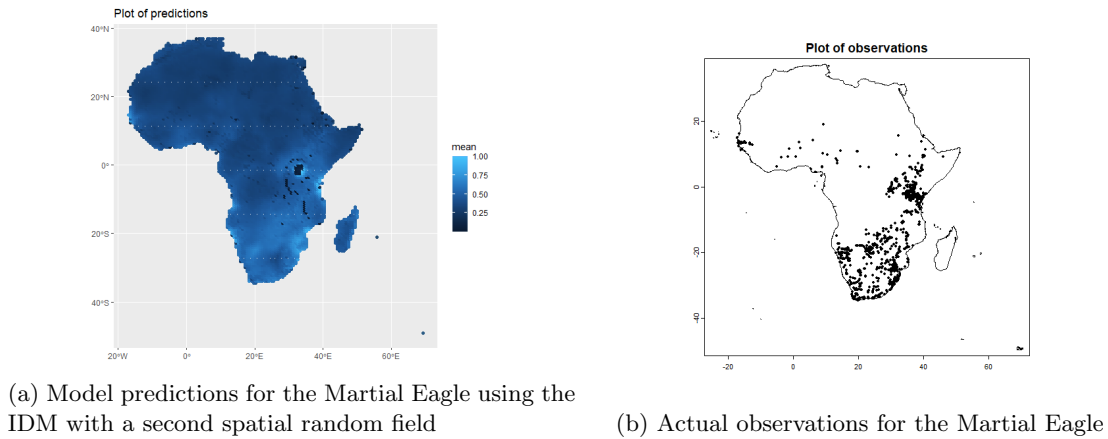 Plot of predictions
40°N
20°N
0°
20°S
40°S
20°W
0°
20°E
40°E
60°E
mean
1.00
0.75
0.50
0.25
Plot of observations
20
0
-20
-40
-20
0
20
40
60
(a) Model predictions for the Martial Eagle using the
IDM with a second spatial random field
(b) Actual observations for the Martial Eagle